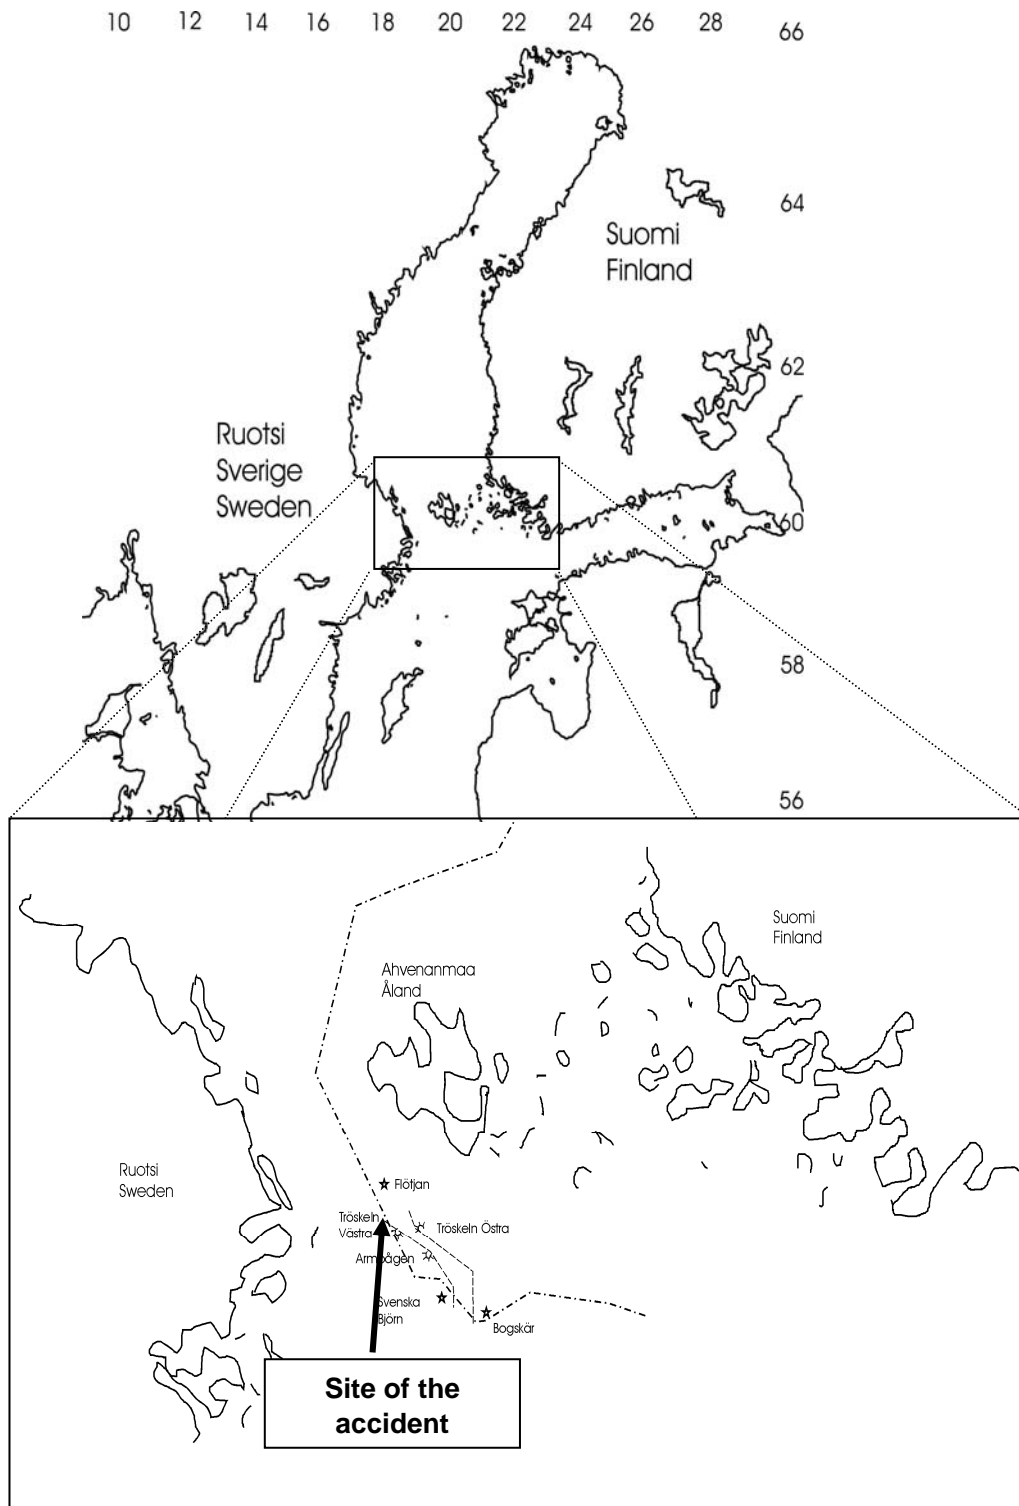 10 12 14 16 18 20 22 24 26 28
66
64
Suomi
Finland
62
Ruotsi
Sverige
Sweden
60
58
56
Suomi
Finland
Ahvenanmaa
Åland
Ruotsi
Sweden
Flötjan
Tröskeln
Västra
Tröskeln Östra
Armbågen
Svenska
Björn
Bogskär
Site of the
accident